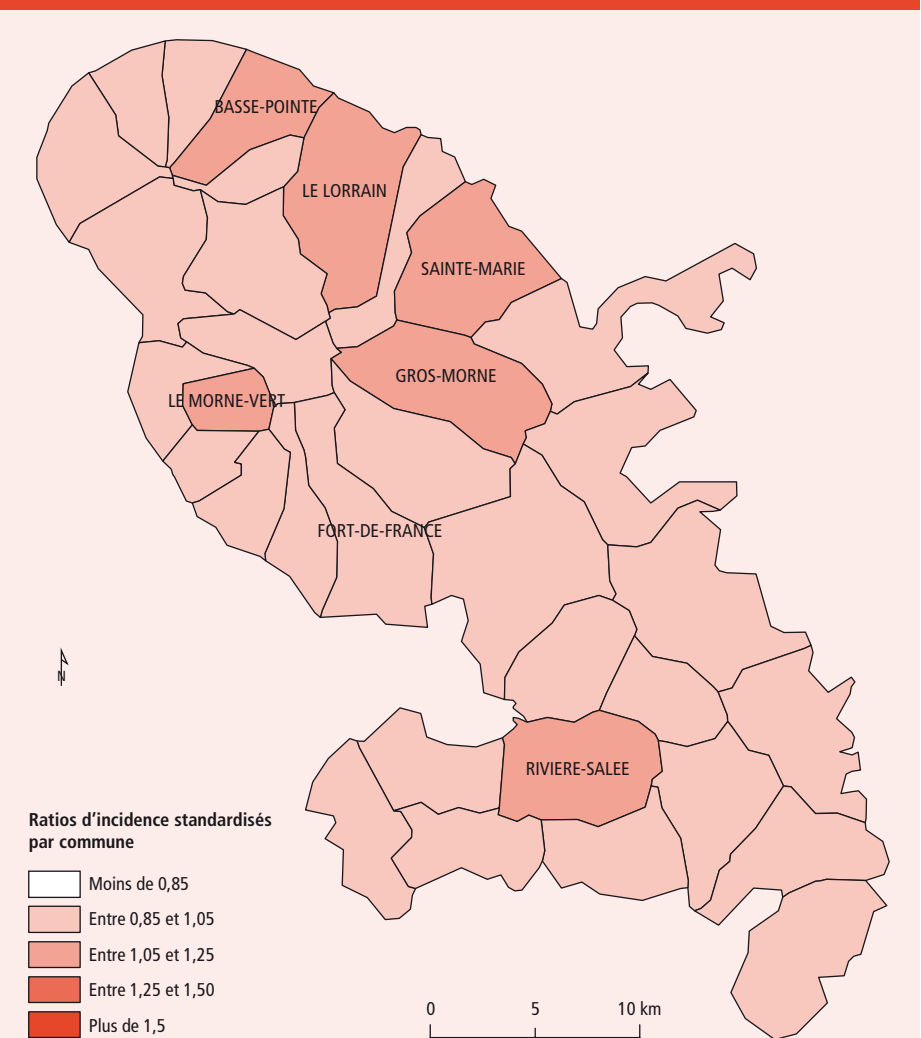 BASSE-POINTE
LE LORRAIN
SAINTE-MARIE
GROS-MORNE
LE MORNE-VERT
FORT-DE-FRANCE
N
RIVIERE-SALEE
Ratios d’incidence standardisés
par commune
Moins de 0,85
Entre 0,85 et 1,05
Entre 1,05 et 1,25
Entre 1,25 et 1,50
Plus de 1,5
0 5 10 km